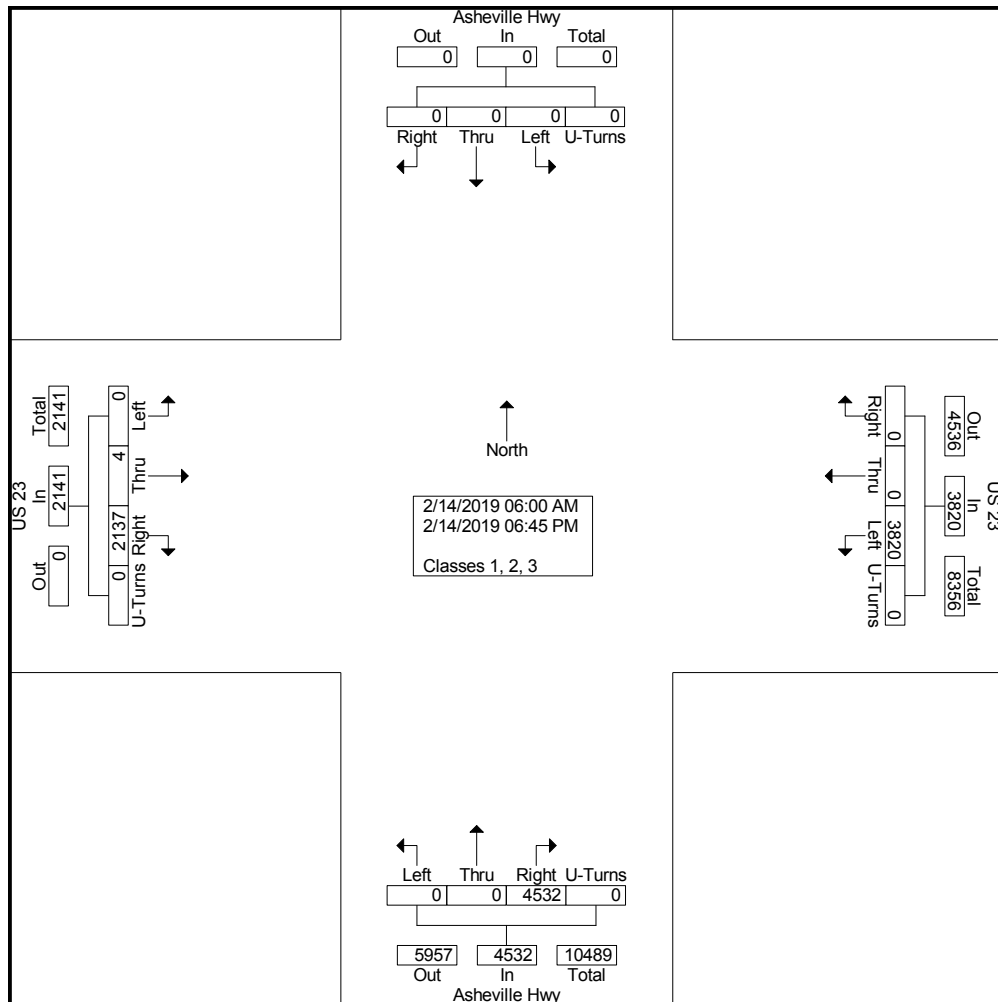 Asheville Hwy
Out In Total
0 0 0
0 0 0 0
Right Thru Left U-Turns
US 23
Total In Out
2141 2141 0
0 4 2137 0
Left Thru Right U-Turns
North
2/14/2019 06:00 AM
2/14/2019 06:45 PM
Classes 1, 2, 3
Right Thru Left U-Turns
0 0 3820 0
4536 3820 8356
Out In Total
US 23
Left Thru Right U-Turns
0 0 4532 0
5957 4532 10489
Out In Total
Asheville Hwy